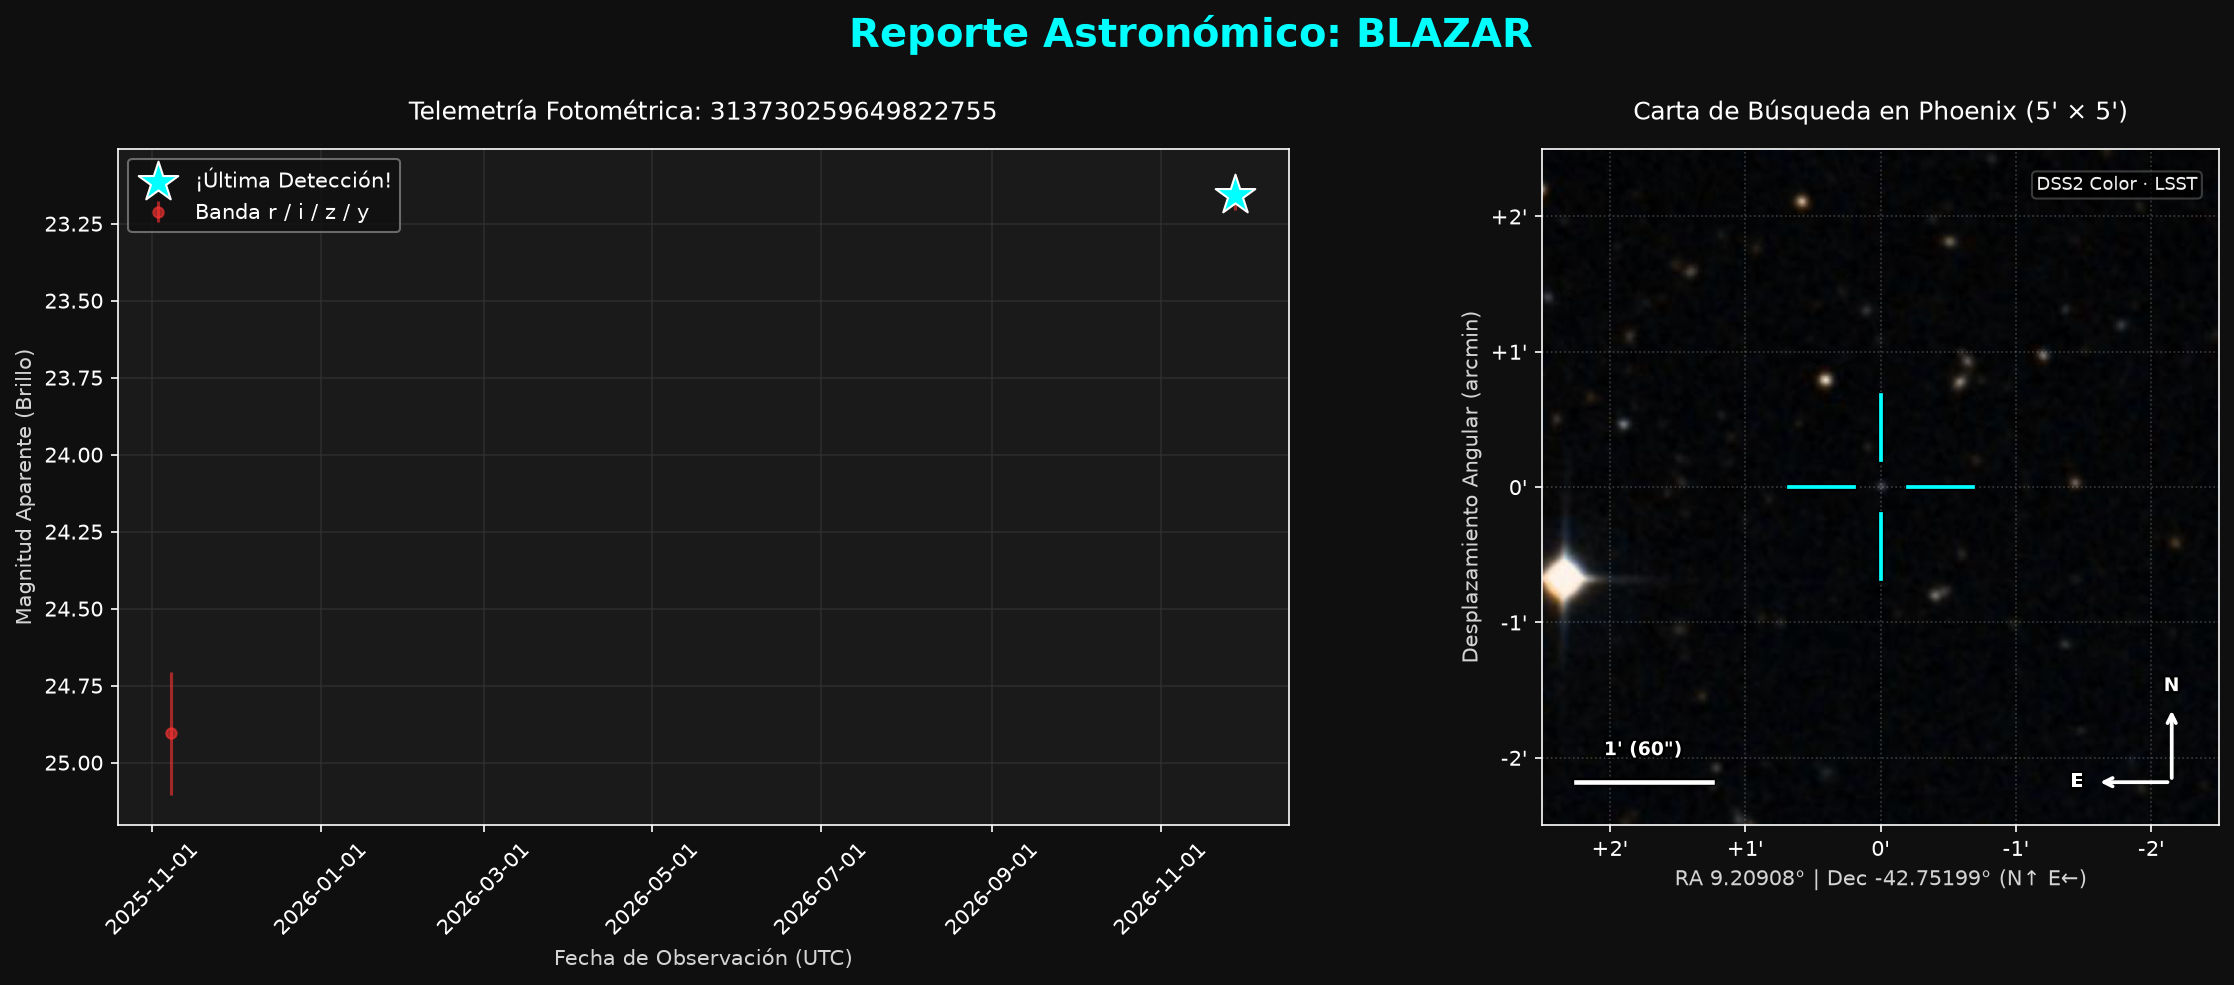 Reporte Astronómico: BLAZAR
Telemetría Fotométrica: 313730259649822755
¡Última Detección!
Banda r / i / z / y
Magnitud Aparente (Brillo)
23.25
23.50
23.75
24.00
24.25
24.50
24.75
25.00
2025-11-01
2026-01-01
2026-03-01
2026-05-01
2026-07-01
2026-09-01
2026-11-01
Fecha de Observación (UTC)
Carta de Búsqueda en Phoenix (5' × 5')
DSS2 Color · LSST
Desplazamiento Angular (arcmin)
+2'
+1'
0'
-1'
-2'
N
E
1' (60")
+2'
+1'
0'
-1'
-2'
RA 9.20908° | Dec -42.75199° (N↑ E←)